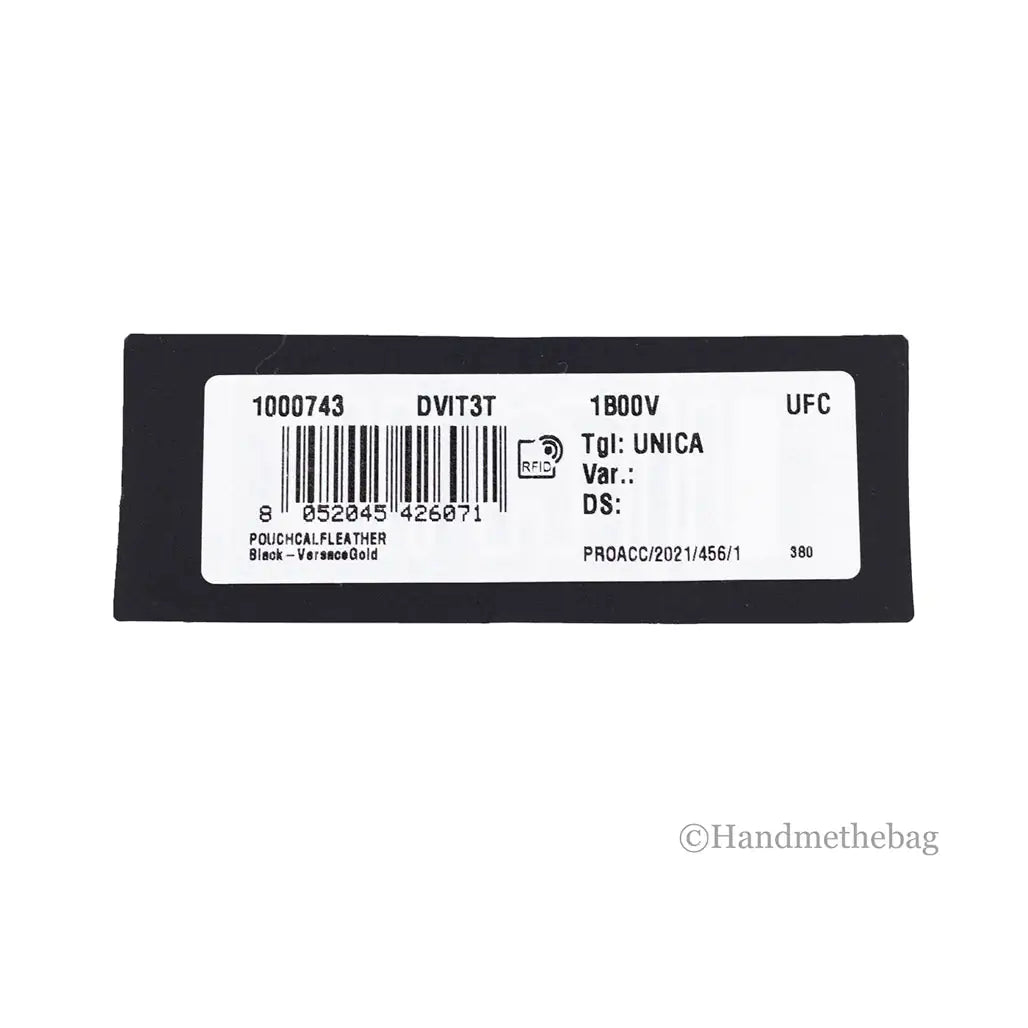 1000743 DVIT3T 1B00V UFC
RFID
Tgl: UNICA
Var.:
DS:
8 052045 426071
POUCHCALFLEATHER
Black-VersaceGold
PROACC/2021/456/1 380
©Handmethebag